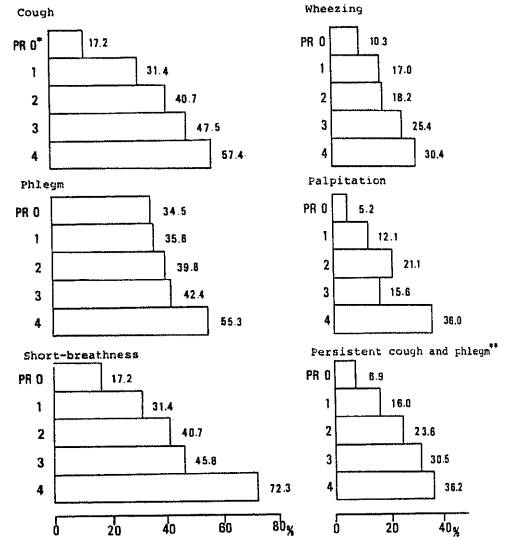 Cough
PR 0* 17.2
1 31.4
2 40.7
3 47.5
4 57.4
Phlegm
PR 0 34.5
1 35.6
2 39.8
3 42.4
4 55.3
Short-breathness
PR 0 17.2
1 31.4
2 40.7
3 45.8
4 72.3
0 20 40 60 80%
Wheezing
PR 0 10.3
1 17.0
2 18.2
3 25.4
4 30.4
Palpitation
PR 0 5.2
1 12.1
2 21.1
3 15.6
4 36.0
Persistent cough and phlegm**
PR 0 6.9
1 16.0
2 23.6
3 30.5
4 36.2
0 20 40%